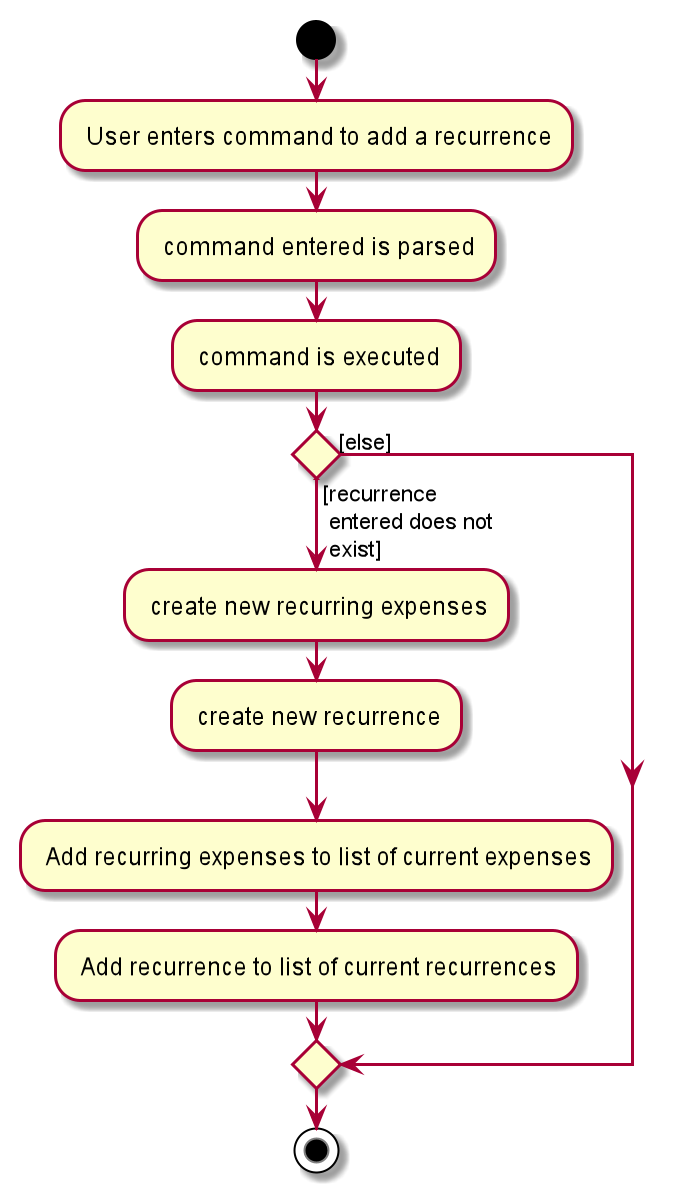 User enters command to add a recurrence
command entered is parsed
command is executed
[else]
[recurrence
entered does not
exist]
create new recurring expenses
create new recurrence
Add recurring expenses to list of current expenses
Add recurrence to list of current recurrences